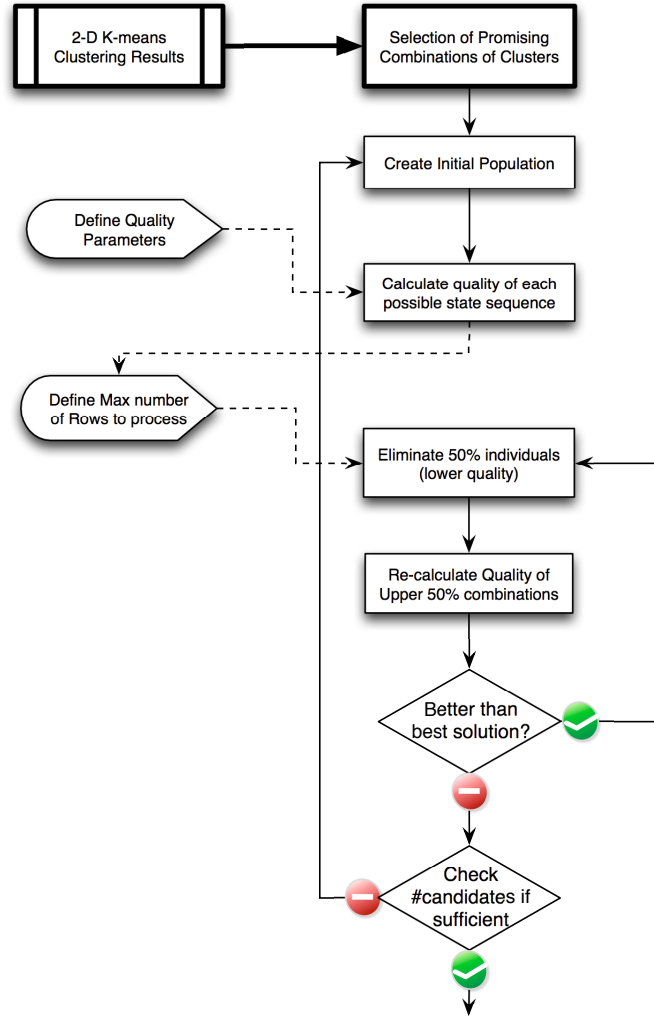 2-D K-means
Clustering Results
Selection of Promising
Combinations of Clusters
Create Initial Population
Define Quality
Parameters
Calculate quality of each
possible state sequence
Define Max number
of Rows to process
Eliminate 50% individuals
(lower quality)
Re-calculate Quality of
Upper 50% combinations
Better than
best solution?
Check
#candidates if
sufficient